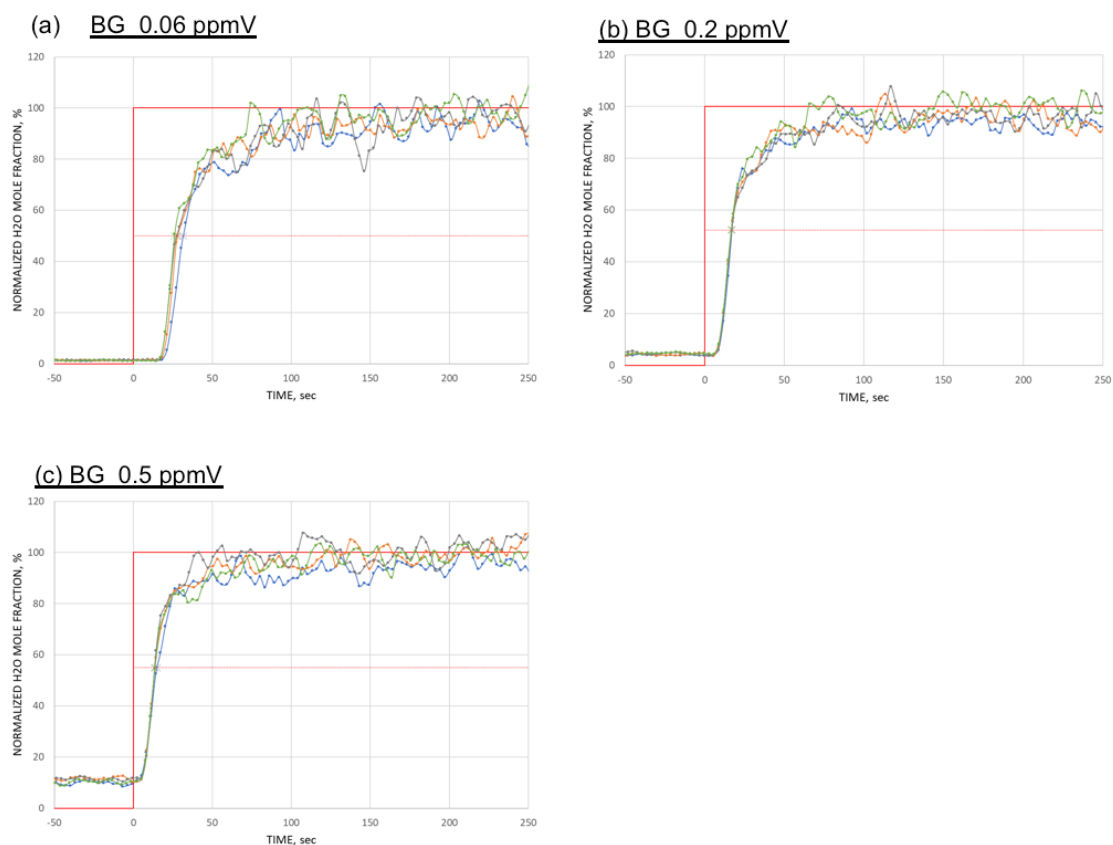 (a) BG 0.06 ppmV
120
100
80
60
40
20
0
-50 0 50 100 150 200 250
NORMALIZED H2O MOLE FRACTION, %
TIME, sec
(b) BG 0.2 ppmV
120
100
80
60
40
20
0
-50 0 50 100 150 200 250
NORMALIZED H2O MOLE FRACTION, %
TIME, sec
(c) BG 0.5 ppmV
120
100
80
60
40
20
0
-50 0 50 100 150 200 250
NORMALIZED H2O MOLE FRACTION, %
TIME, sec